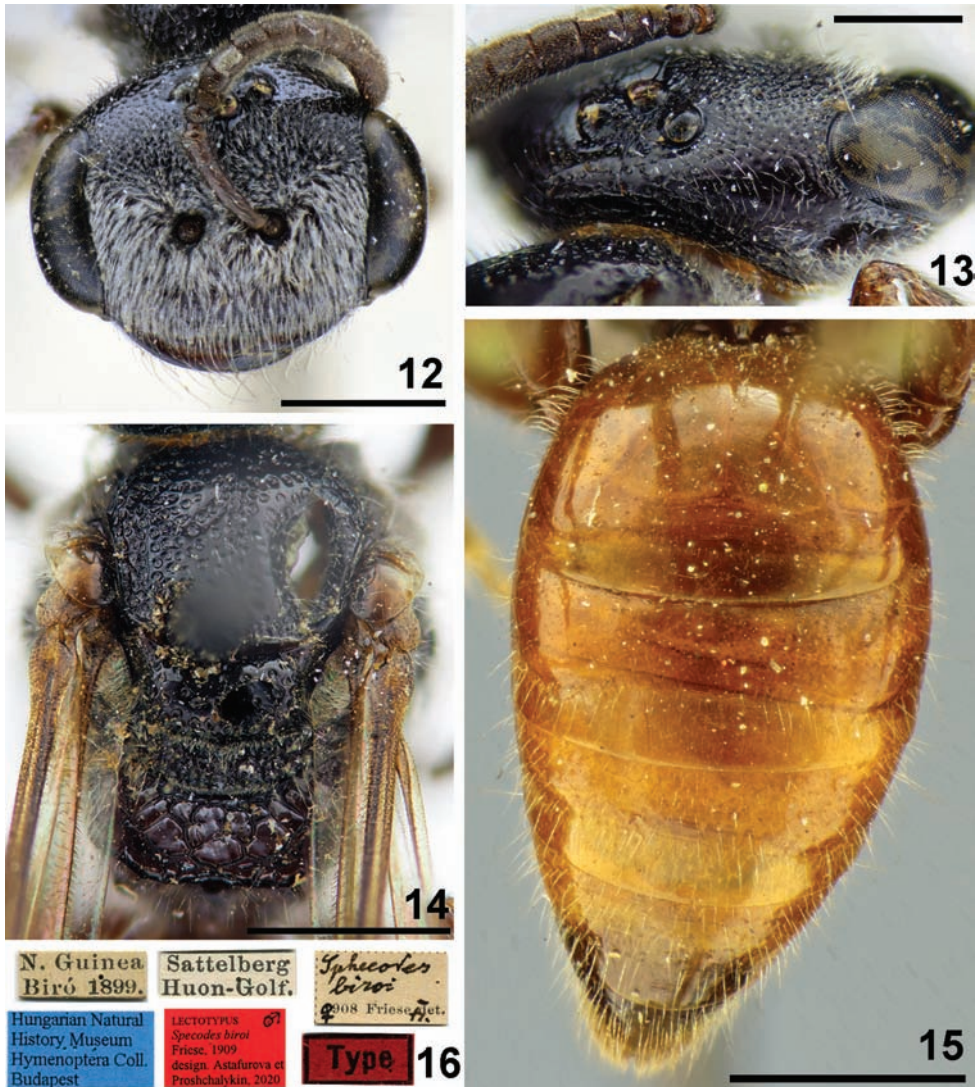 12
13
14
15
N. Guinea
Biró 1899.
Sattelberg
Huon-Golf.
Sphecodes
biroi
♀ 1908 Friese det.
Hungarian Natural
History Museum
Hymenoptera Coll.
Budapest
LECTOTYPUS ♂
Specodes biroi
Friese, 1909
design. Astafurova et
Proshchalykin, 2020
Type
16